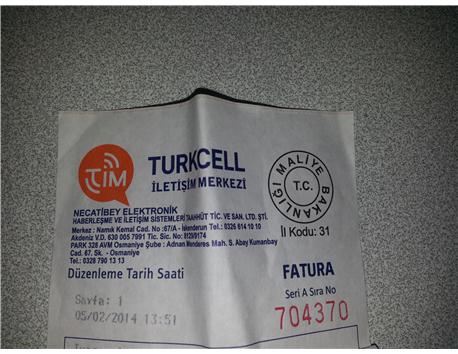 TİM
TURKCELL
İLETİŞİM MERKEZİ
MALİYE BAKANLIĞI
T.C.
NECATİBEY ELEKTRONİK
HABERLEŞME VE İLETİŞİM SİSTEMLERİ TAAHHÜT TİC. VE SAN. LTD. ŞTİ.
Merkez : Namık Kemal Cad. No :67/A - İskenderun Tel.: 0326 614 10 10
Akdeniz V.D. 630 005 7991 Tic. Sic. No: 8129/9174
PARK 328 AVM Osmaniye Şube : Adnan Menderes Mah. S. Abay Kumanbay
Cad. 67. Sk. - Osmaniye
Tel.: 0328 790 13 13
İl Kodu: 31
Düzenleme Tarih Saati
FATURA
Seri A Sıra No
704370
Sayfa: 1
05/02/2014 13:51